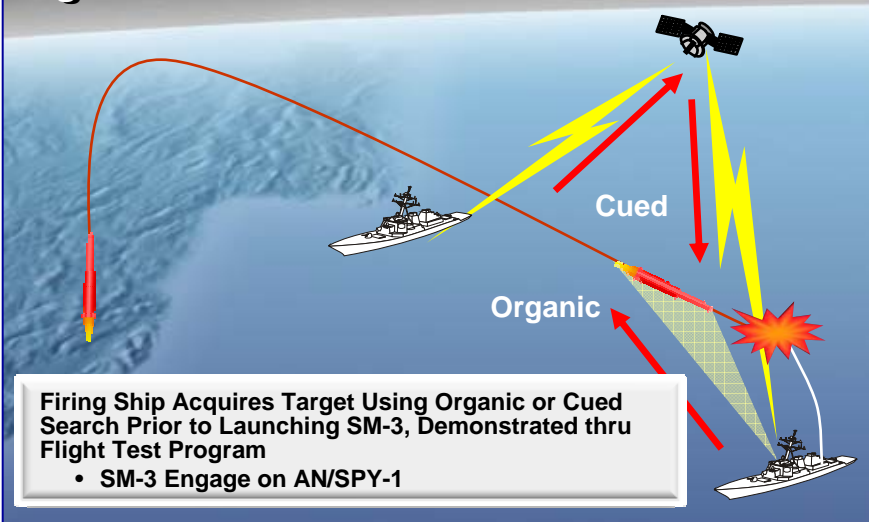 Cued
Organic
Firing Ship Acquires Target Using Organic or Cued
Search Prior to Launching SM-3, Demonstrated thru
Flight Test Program
• SM-3 Engage on AN/SPY-1